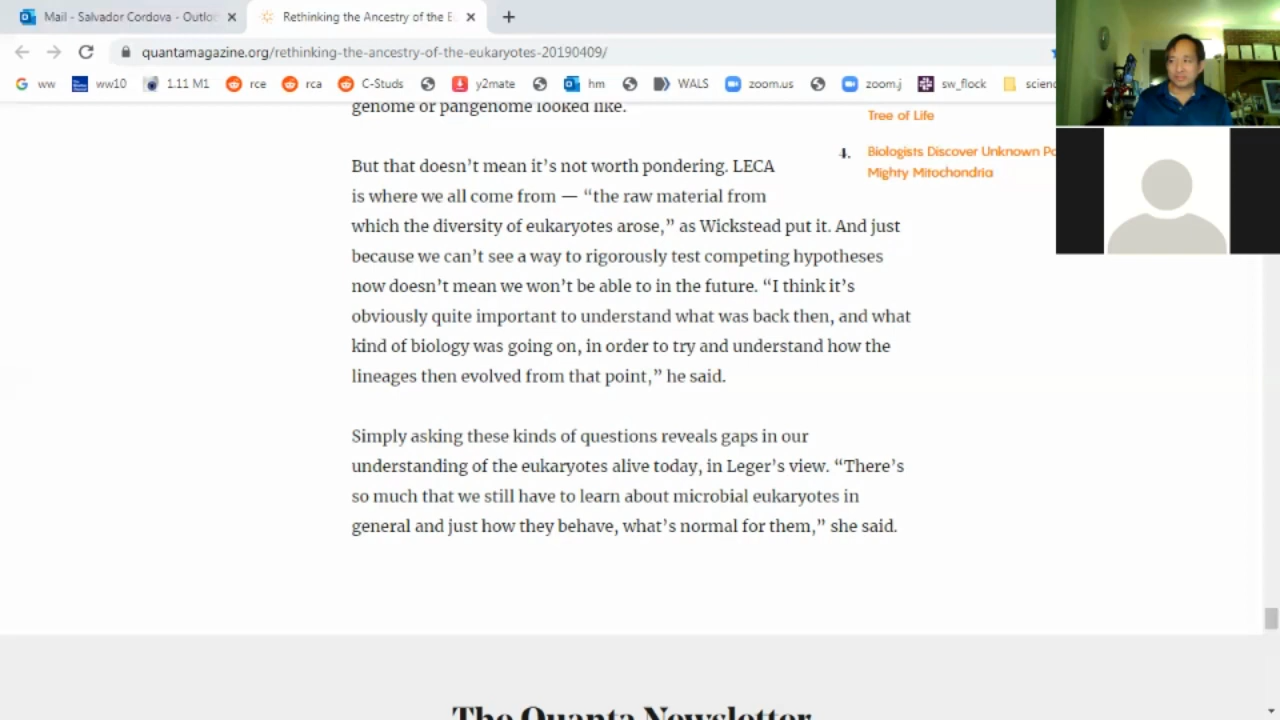 Mail - Salvador Cordova - Outlo
Rethinking the Ancestry of the E
quantamagazine.org/rethinking-the-ancestry-of-the-eukaryotes-20190409/
ww
ww10
1.11 M1
rce
rca
C-Studs
y2mate
hm
WALS
zoom.us
zoom.j
sw_flock
scienc
genome or pangenome looked like.
Tree of Life
4. Biologists Discover Unknown Po
Mighty Mitochondria
But that doesn’t mean it’s not worth pondering. LECA
is where we all come from — “the raw material from
which the diversity of eukaryotes arose,” as Wickstead put it. And just
because we can’t see a way to rigorously test competing hypotheses
now doesn’t mean we won’t be able to in the future. “I think it’s
obviously quite important to understand what was back then, and what
kind of biology was going on, in order to try and understand how the
lineages then evolved from that point,” he said.
Simply asking these kinds of questions reveals gaps in our
understanding of the eukaryotes alive today, in Leger’s view. “There’s
so much that we still have to learn about microbial eukaryotes in
general and just how they behave, what’s normal for them,” she said.
The Quanta Newsletter